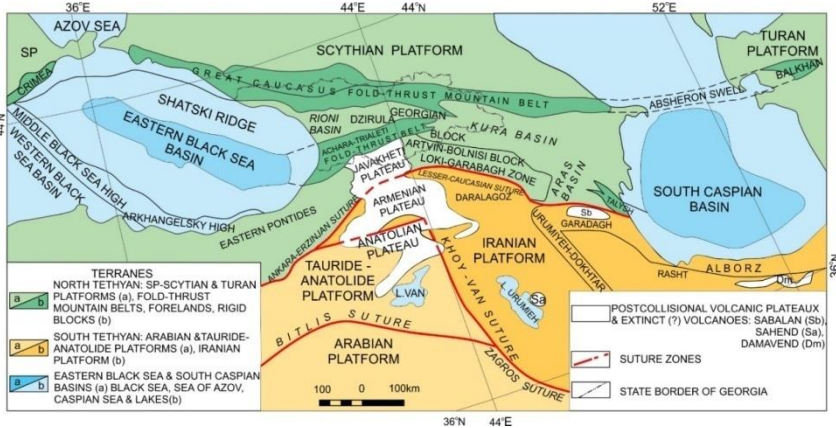 36°E
44°E
44°N
52°E
AZOV SEA
SP
CRIMEA
SCYTHIAN PLATFORM
TURAN
PLATFORM
BALKHAN
GREAT CAUCASUS FOLD-THRUST MOUNTAIN BELT
ABSHERON SWELL
44°N
SHATSKI RIDGE
RIONI
BASIN
DZIRULA
GEORGIAN
BLOCK
KURA BASIN
EASTERN BLACK SEA
BASIN
ACHARA-TRIALETI
FOLD-THRUST BELT
ARTVIN-BOLNISI BLOCK
LOKI-GARABAGH ZONE
MIDDLE BLACK SEA HIGH
WESTERN BLACK
SEA BASIN
JAVAKHETI
PLATEAU
LESSER-CAUCASIAN SUTURE
ARAS
BASIN
TALYSH
SOUTH CASPIAN
BASIN
ARKHANGELSKY HIGH
EASTERN PONTIDES
ARMENIAN
PLATEAU
DARALAGOZ
Sb
GARADAGH
ANKARA-ERZINJAN SUTURE
ANATOLIAN
PLATEAU
KHOY-VAN SUTURE
IRANIAN
PLATFORM
URUMIYEH-DOKHTAR
RASHT
ALBORZ
36°N
TAURIDE -
ANATOLIDE
PLATFORM
L.VAN
L. URUMIEH
Sa
Dm
BITLIS SUTURE
ARABIAN
PLATFORM
ZAGROS SUTURE
100 0 100km
36°N 44°E
TERRANES
a b
NORTH TETHYAN: SP-SCYTIAN & TURAN
PLATFORMS (a), FOLD-THRUST
MOUNTAIN BELTS, FORELANDS, RIGID
BLOCKS (b)
a b
SOUTH TETHYAN: ARABIAN &TAURIDE-
ANATOLIDE PLATFORMS (a), IRANIAN
PLATFORM (b)
a b
EASTERN BLACK SEA & SOUTH CASPIAN
BASINS (a) BLACK SEA, SEA OF AZOV,
CASPIAN SEA & LAKES(b)
POSTCOLLISIONAL VOLCANIC PLATEAUX
& EXTINCT (?) VOLCANOES: SABALAN (Sb),
SAHEND (Sa),
DAMAVEND (Dm)
SUTURE ZONES
STATE BORDER OF GEORGIA